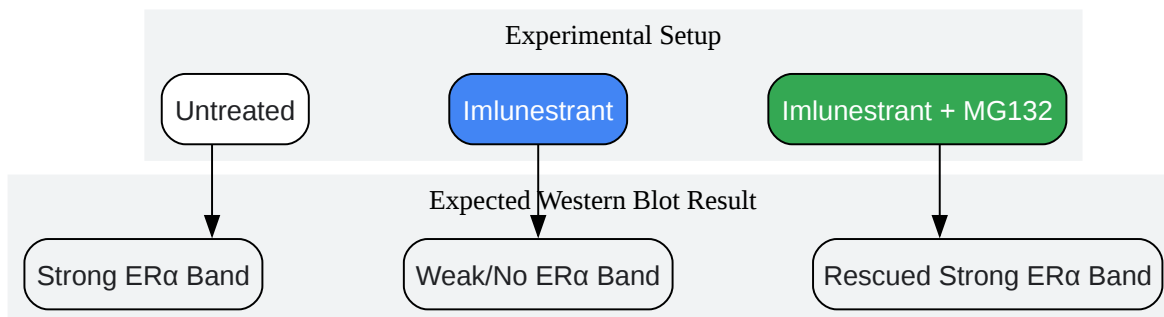 Experimental Setup
Untreated
Imlunestrant
Imlunestrant + MG132
Expected Western Blot Result
Strong ERα Band
Weak/No ERα Band
Rescued Strong ERα Band